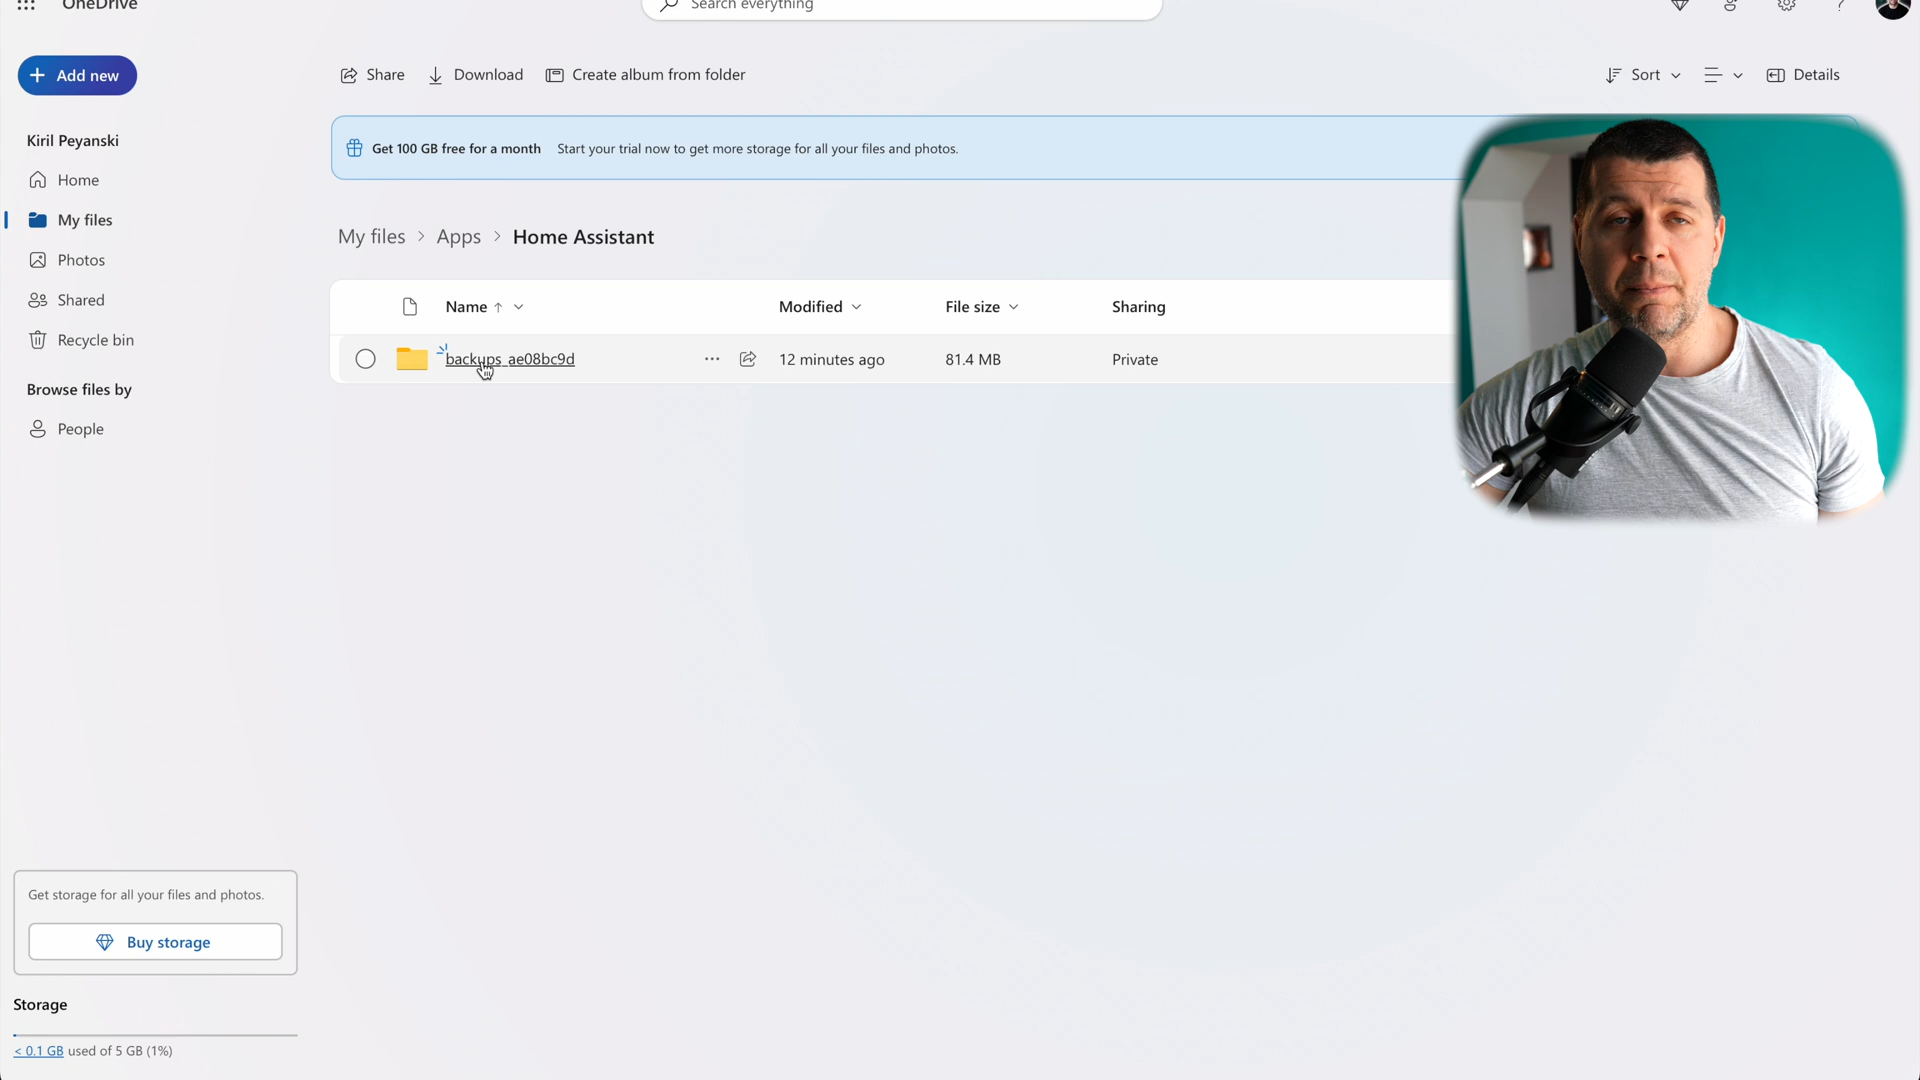 OneDrive
Search everything
Add new
Share
Download
Create album from folder
Sort
Details
Kiril Peyanski
Home
My files
Photos
Shared
Recycle bin
Browse files by
People
Get 100 GB free for a month Start your trial now to get more storage for all your files and photos.
My files > Apps > Home Assistant
Name Modified File size Sharing
backups_ae08bc9d ... 12 minutes ago 81.4 MB Private
Get storage for all your files and photos.
Buy storage
Storage
< 0.1 GB used of 5 GB (1%)